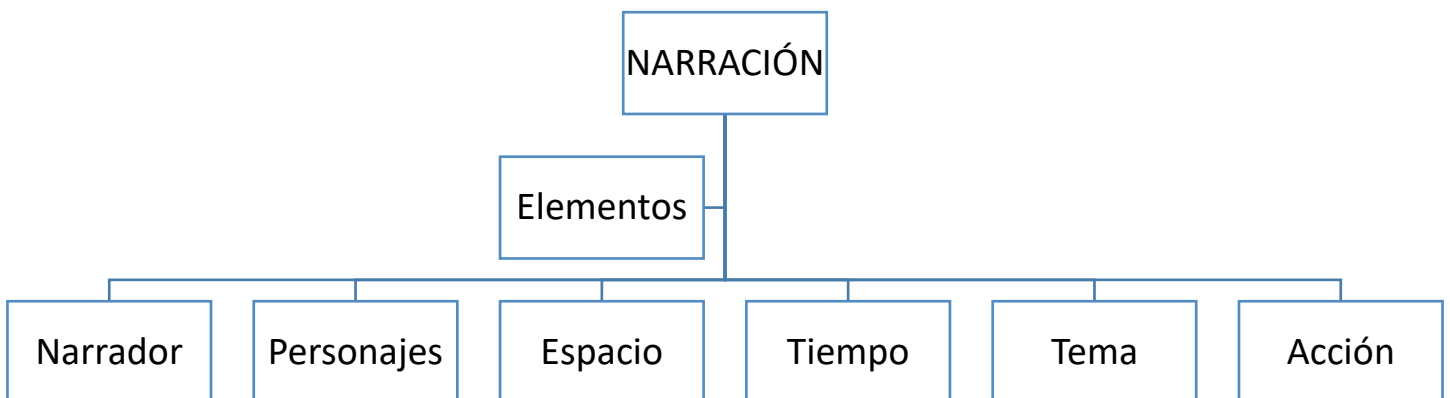 NARRACIÓN
Elementos
Narrador
Personajes
Espacio
Tiempo
Tema
Acción